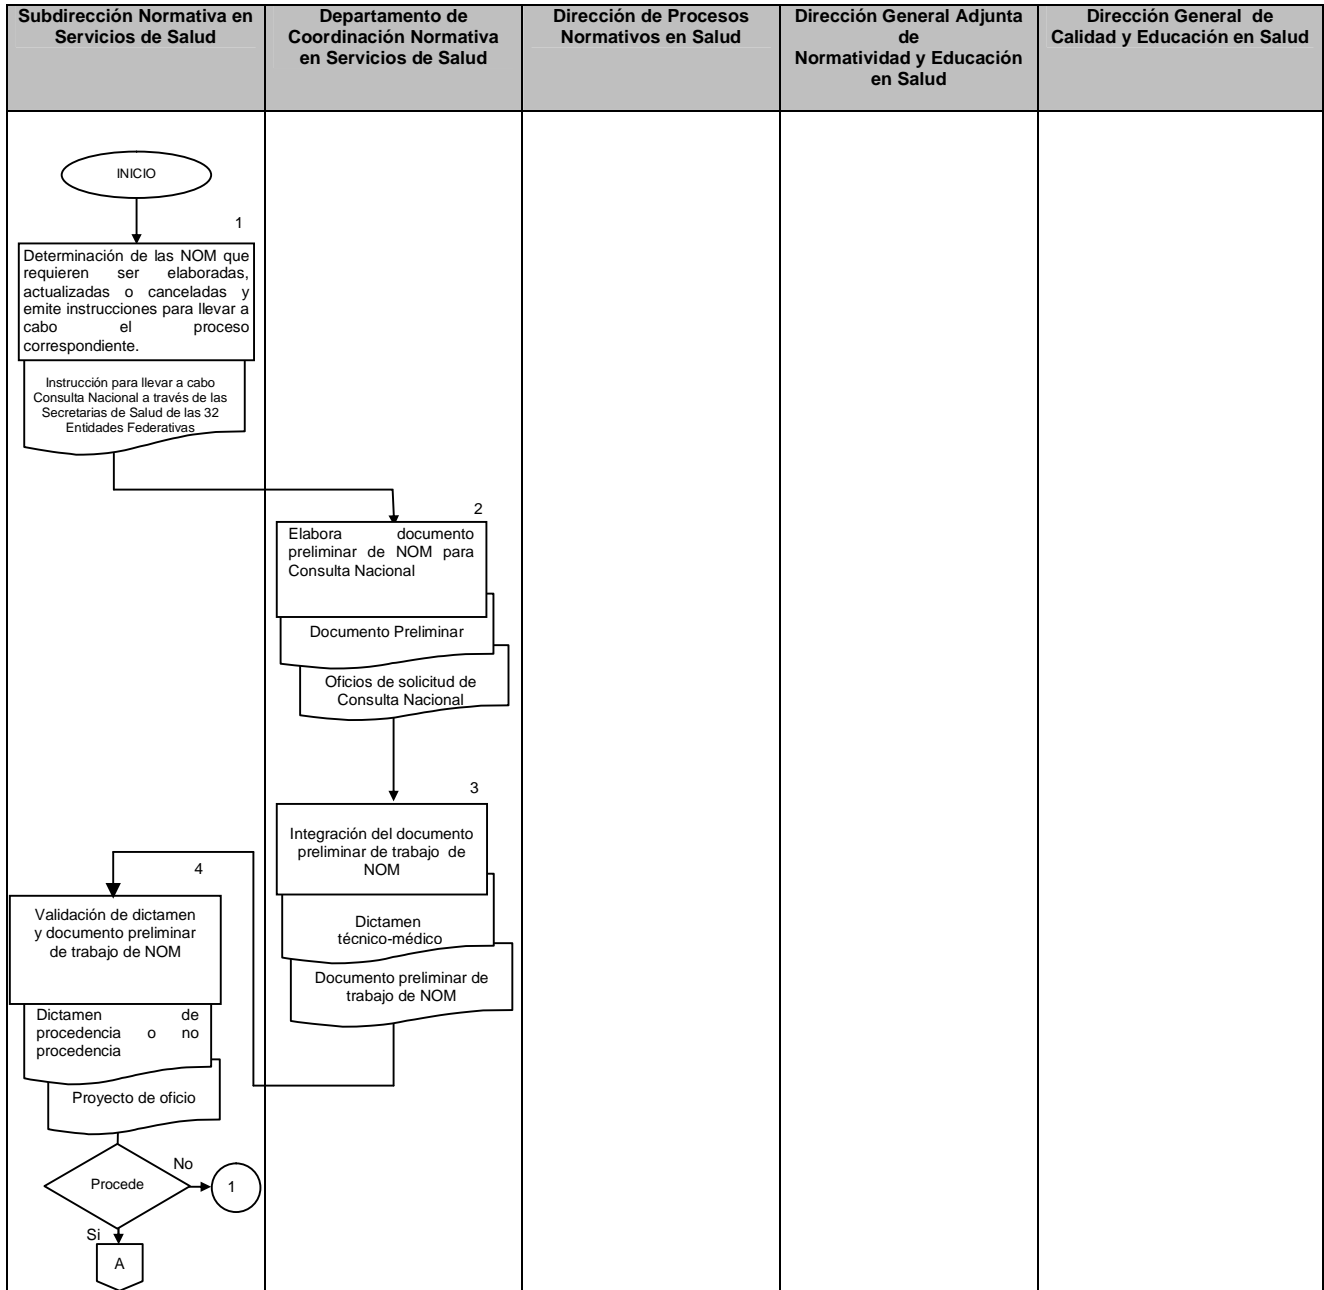 Subdirección Normativa en
Servicios de Salud
Departamento de
Coordinación Normativa
en Servicios de Salud
Dirección de Procesos
Normativos en Salud
Dirección General Adjunta
de
Normatividad y Educación
en Salud
Dirección General de
Calidad y Educación en Salud
INICIO
1
Determinación de las NOM que
requieren ser elaboradas,
actualizadas o canceladas y
emite instrucciones para llevar a
cabo el proceso
correspondiente.
Instrucción para llevar a cabo
Consulta Nacional a través de las
Secretarias de Salud de las 32
Entidades Federativas
2
Elabora documento
preliminar de NOM para
Consulta Nacional
Documento Preliminar
Oficios de solicitud de
Consulta Nacional
3
Integración del documento
preliminar de trabajo de
NOM
Dictamen
técnico-médico
Documento preliminar de
trabajo de NOM
4
Validación de dictamen
y documento preliminar
de trabajo de NOM
Dictamen de
procedencia o no
procedencia
Proyecto de oficio
Procede
No
1
Si
A